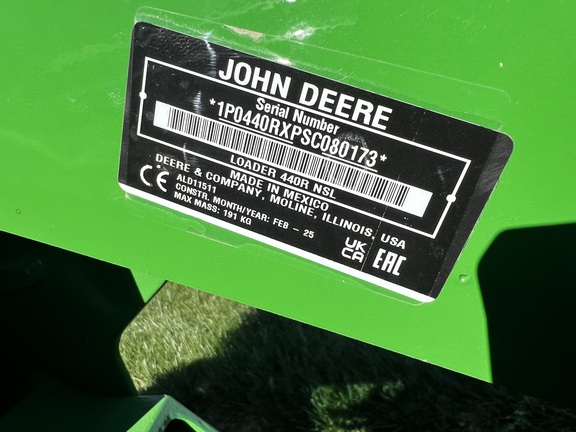 JOHN DEERE
Serial Number
*1P0440RXPSC080173*
LOADER 440R NSL
MADE IN MEXICO
DEERE & COMPANY, MOLINE, ILLINOIS, USA
CE ALD11511
CONSTR. MONTH/YEAR: FEB - 25
MAX MASS: 191 KG
UK
CA EAC